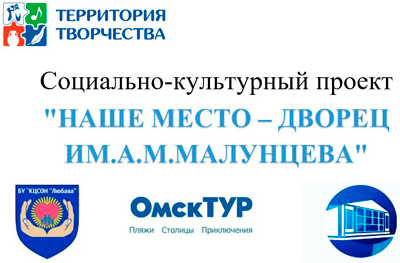 ТЕРРИТОРИЯ
ТВОРЧЕСТВА
Социально-культурный проект
"НАШЕ МЕСТО – ДВОРЕЦ
ИМ.А.М.МАЛУНЦЕВА"
БУ "КЦСОН "Любава"
ОмскТУР
Пляжи Столицы Приключения